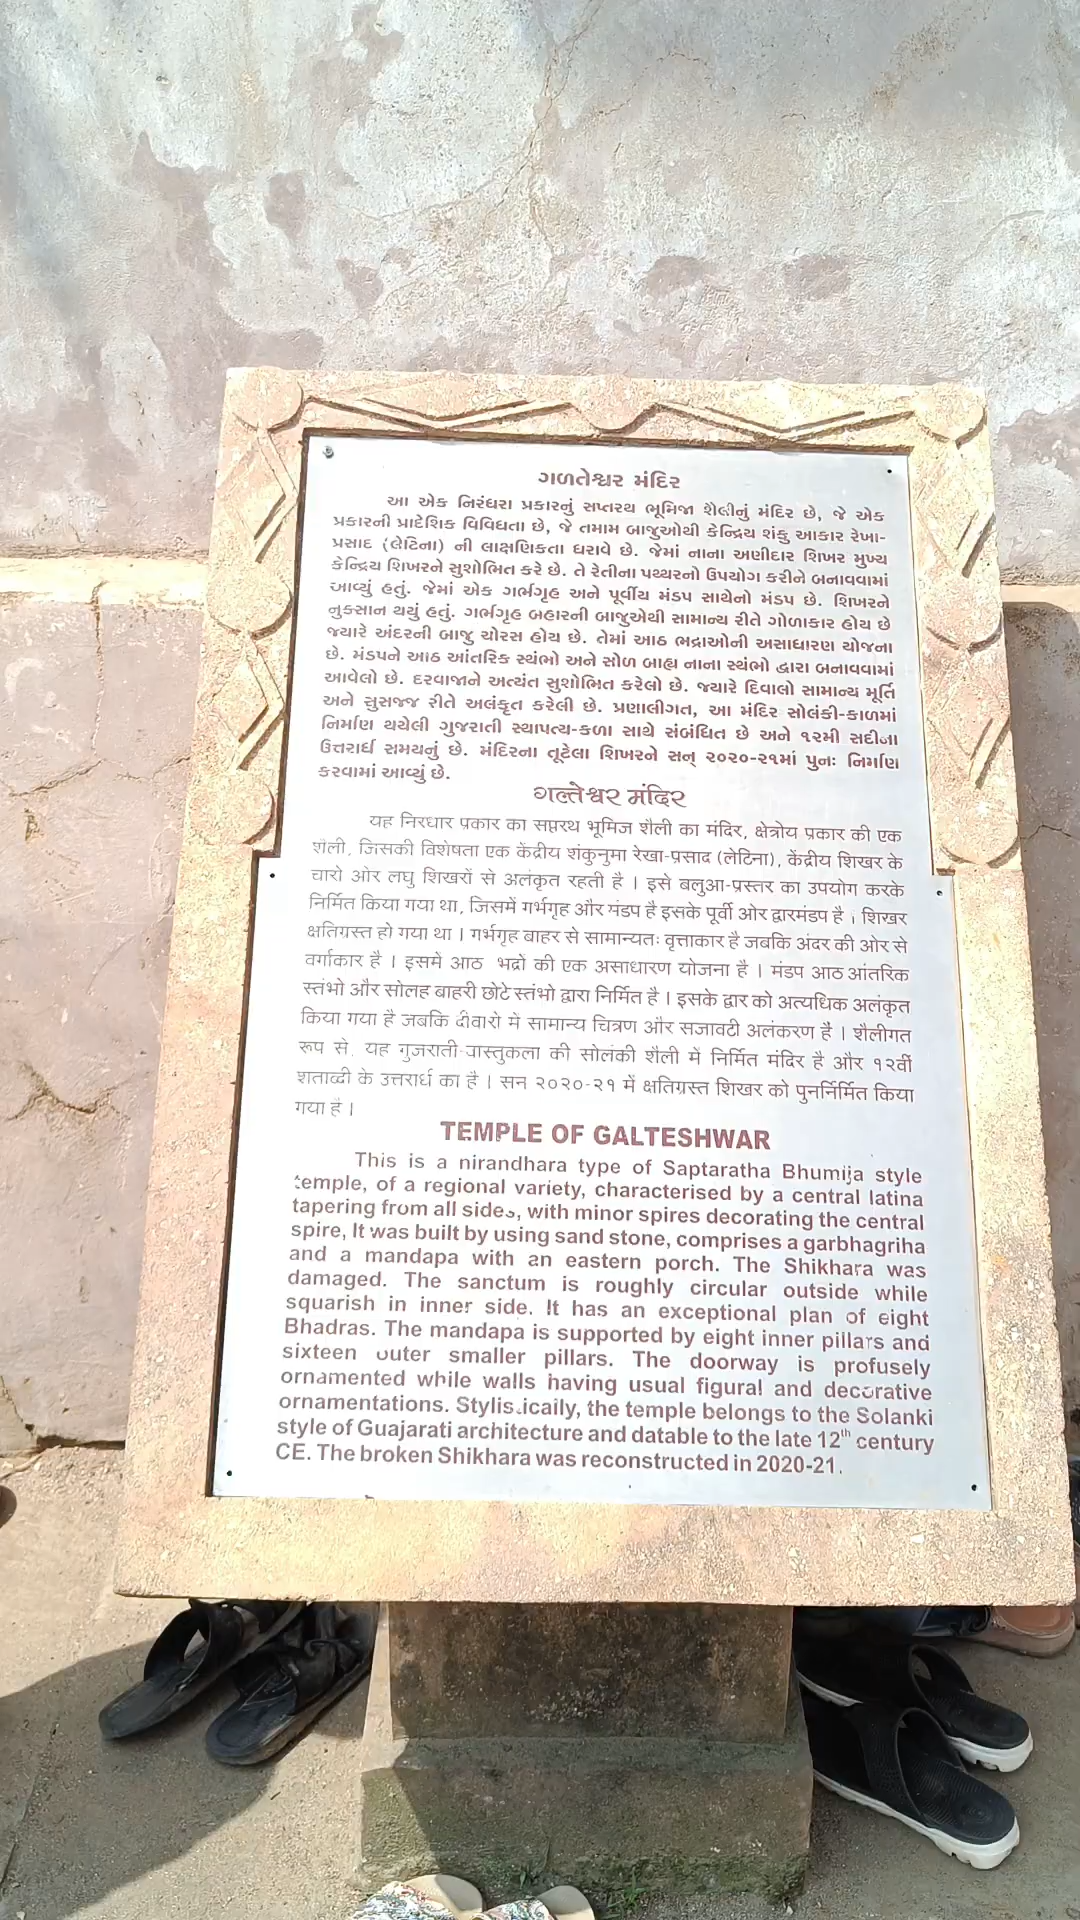 ગળતેશ્વર મંદિર
આ એક નિરંધરા પ્રકારનું સપ્તરથ ભૂમિજા શૈલીનું મંદિર છે, જે એક
પ્રકારની પ્રાદેશિક વિવિધતા છે, જે તમામ બાજુઓથી કેન્દ્રિય શંકુ આકાર રેખા-
પ્રસાદ (લેટિના) ની લાક્ષણિકતા ધરાવે છે. જેમાં નાના અણીદાર શિખર મુખ્ય
કેન્દ્રિય શિખરને સુશોભિત કરે છે. તે રેતીના પથ્થરનો ઉપયોગ કરીને બનાવવામાં
આવ્યું હતું. જેમાં એક ગર્ભગૃહ અને પૂર્વીય મંડપ સાથેનો મંડપ છે. શિખરને
નુકસાન થયું હતું. ગર્ભગૃહ બહારની બાજુએથી સામાન્ય રીતે ગોળાકાર હોય છે
જ્યારે અંદરની બાજુ ચોરસ હોય છે. તેમાં આઠ ભદ્રાઓની અસાધારણ યોજના
છે. મંડપને આઠ આંતરિક સ્થંભો અને સોળ બાહ્ય નાના સ્થંભો દ્વારા બનાવવામાં
આવેલો છે. દરવાજાને અત્યંત સુશોભિત કરેલો છે. જ્યારે દિવાલો સામાન્ય મૂર્તિ
અને સુસજ્જ રીતે અલંકૃત કરેલી છે. પ્રણાલીગત, આ મંદિર સોલંકી-કાળમાં
નિર્માણ થયેલી ગુજરાતી સ્થાપત્ય-કળા સાથે સંબંધિત છે અને ૧૨મી સદીના
ઉત્તરાર્ધ સમયનું છે. મંદિરના તૂટેલા શિખરને સન્ ૨૦૨૦-૨૧માં પુનઃ નિર્માણ
કરવામાં આવ્યું છે.
गल्तेश्वर मंदिर
यह निरधार प्रकार का सप्तरथ भूमिज शैली का मंदिर, क्षेत्रीय प्रकार की एक
शैली, जिसकी विशेषता एक केंद्रीय शंकुनुमा रेखा-प्रसाद (लेटिना), केंद्रीय शिखर के
चारो ओर लघु शिखरों से अलंकृत रहती है। इसे बलुआ-प्रस्तर का उपयोग करके
निर्मित किया गया था, जिसमें गर्भगृह और मंडप है इसके पूर्वी ओर द्वारमंडप है। शिखर
क्षतिग्रस्त हो गया था। गर्भगृह बाहर से सामान्यतः वृत्ताकार है जबकि अंदर की ओर से
वर्गाकार है। इसमें आठ भद्रों की एक असाधारण योजना है। मंडप आठ आंतरिक
स्तंभो और सोलह बाहरी छोटे स्तंभो द्वारा निर्मित है। इसके द्वार को अत्यधिक अलंकृत
किया गया है जबकि दीवारो में सामान्य चित्रण और सजावटी अलंकरण है। शैलीगत
रूप से, यह गुजराती-वास्तुकला की सोलंकी शैली में निर्मित मंदिर है और १२वीं
शताब्दी के उत्तरार्ध का है। सन २०२०-२१ में क्षतिग्रस्त शिखर को पुनर्निर्मित किया
गया है।
TEMPLE OF GALTESHWAR
This is a nirandhara type of Saptaratha Bhumija style
temple, of a regional variety, characterised by a central latina
tapering from all sides, with minor spires decorating the central
spire, It was built by using sand stone, comprises a garbhagriha
and a mandapa with an eastern porch. The Shikhara was
damaged. The sanctum is roughly circular outside while
squarish in inner side. It has an exceptional plan of eight
Bhadras. The mandapa is supported by eight inner pillars and
sixteen outer smaller pillars. The doorway is profusely
ornamented while walls having usual figural and decorative
ornamentations. Stylistically, the temple belongs to the Solanki
style of Guajarati architecture and datable to the late 12th century
CE. The broken Shikhara was reconstructed in 2020-21.